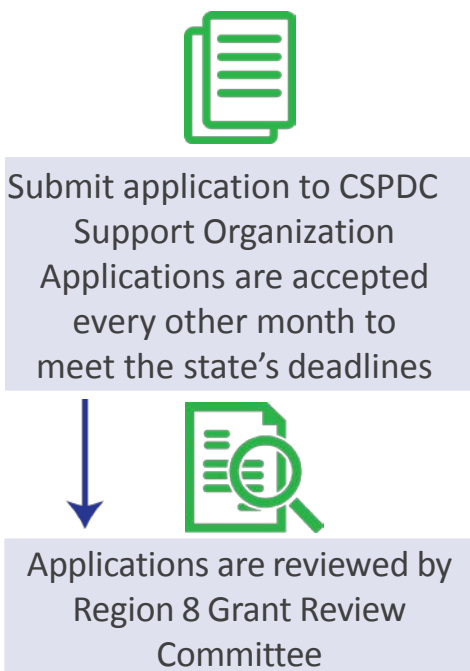 Submit application to CSPDC
Support Organization
Applications are accepted
every other month to
meet the state’s deadlines
Applications are reviewed by
Region 8 Grant Review
Committee